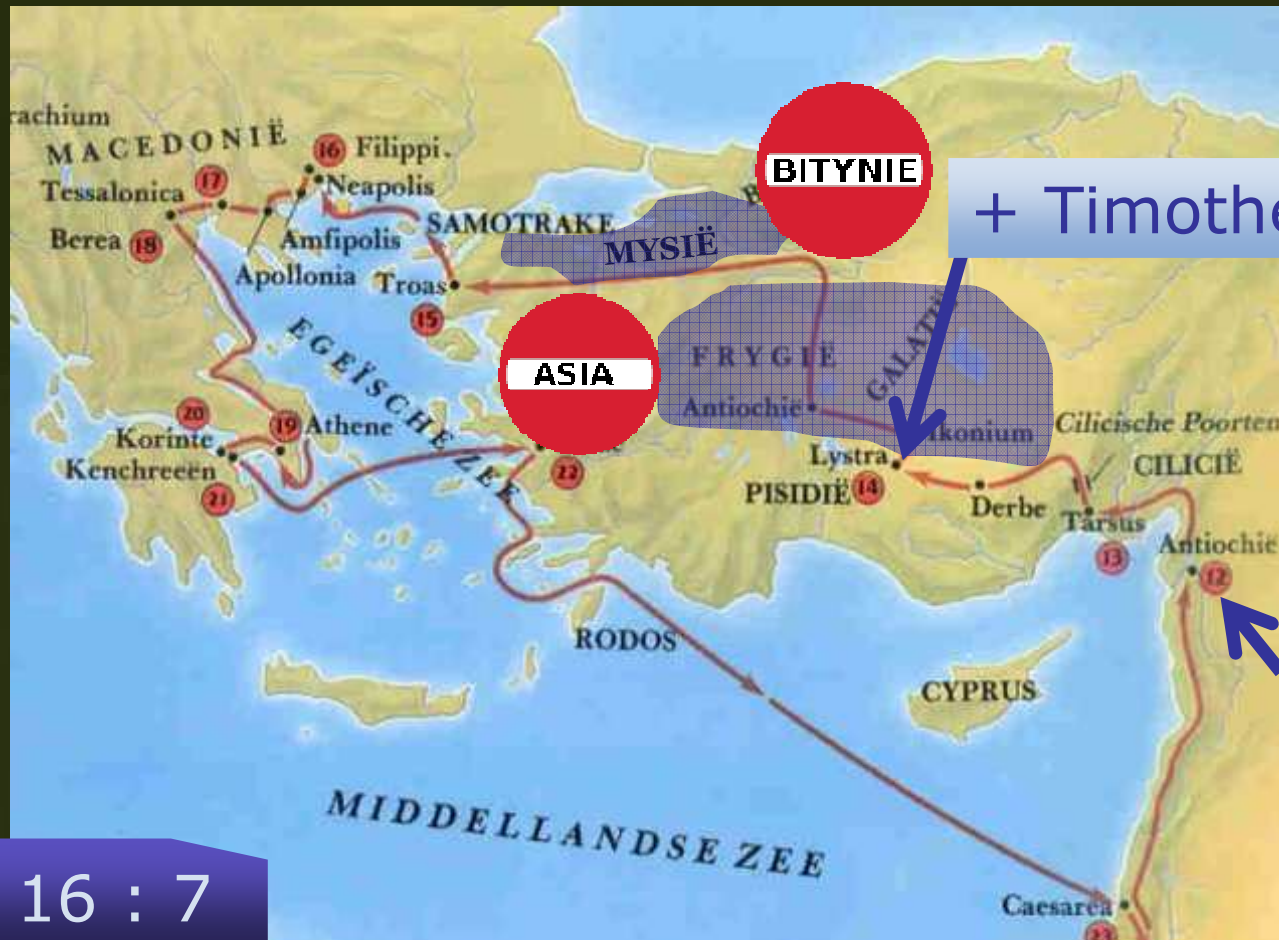 rachium
MACEDONIË
16 Filippi.
Neapolis
Tessalonica 17
SAMOTRAKE
Berea 18
Amfipolis
Apollonia
Troas
15
BITYNIE
+ Timothe
MYSIË
ASIA
EGEÏSCHE ZEE
FRYGIË
GALATIË
Antiochië
Ikonium
Cilicische Poorten
20
19 Athene
Korinte
Kenchreeën
21
22
Lystra
14
PISIDIË
Derbe
CILICIË
Tarsus
13
Antiochië
12
RODOS
CYPRUS
MIDDELLANDSE ZEE
Caesarea
23
16 : 7